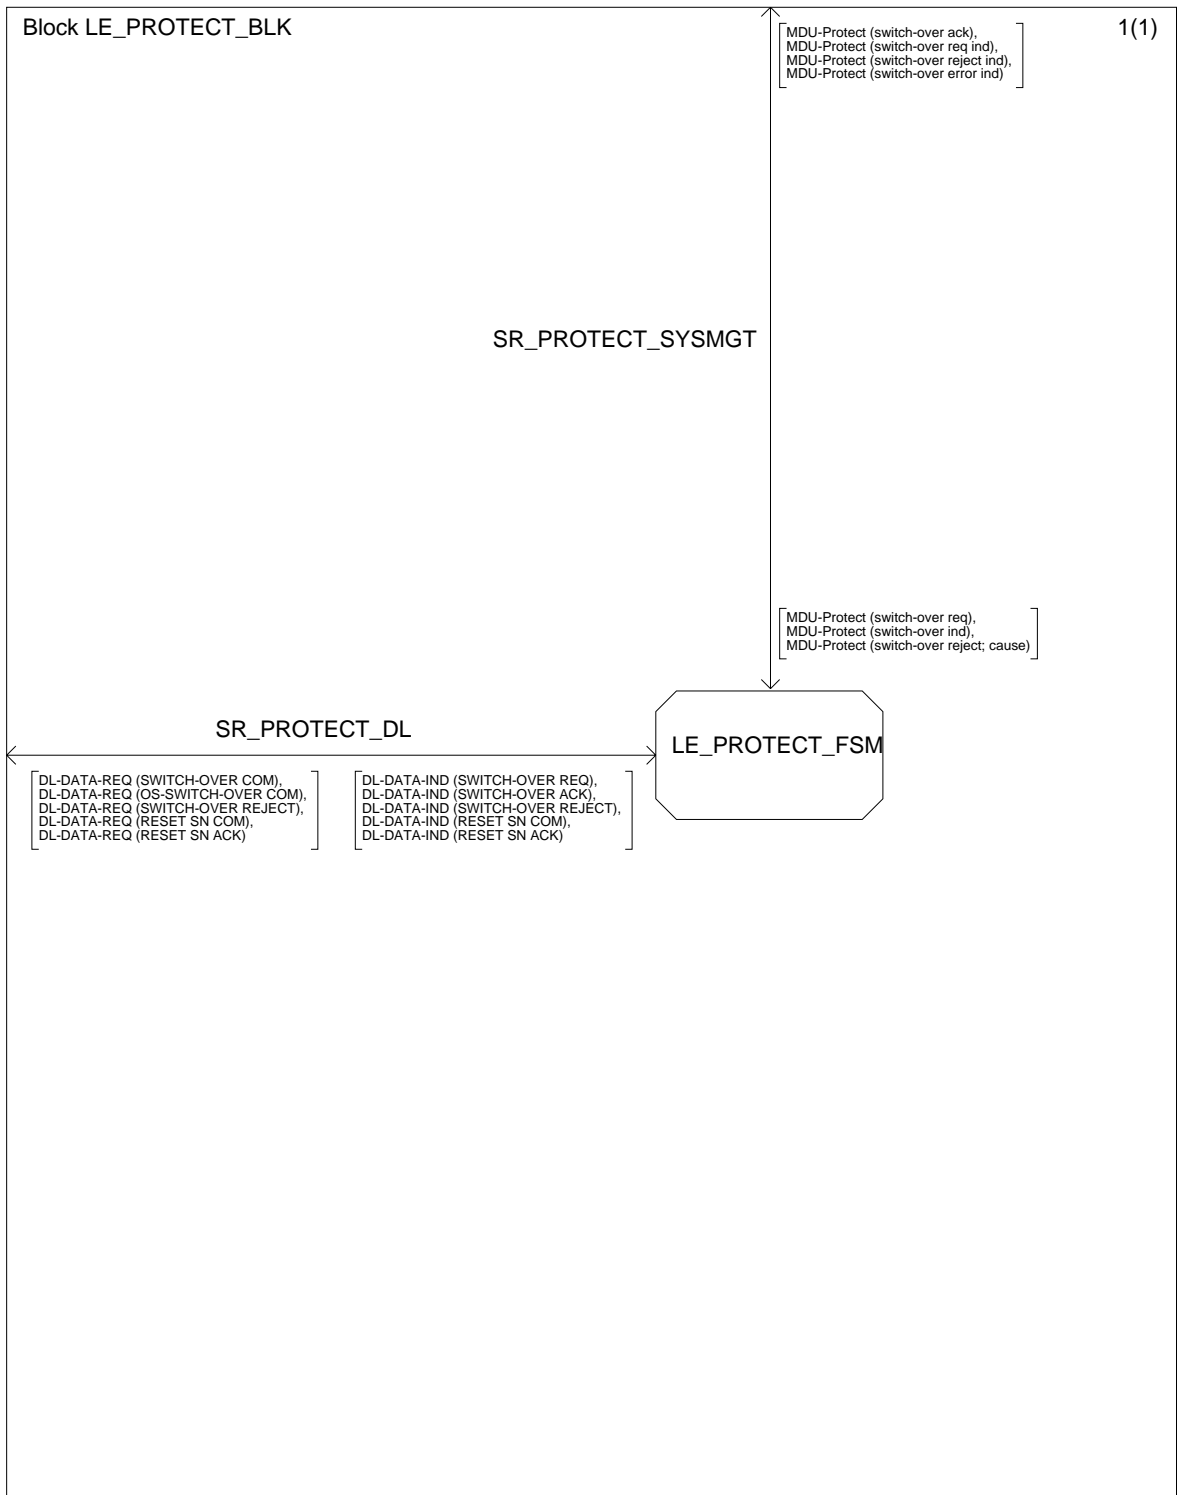 Block LE_PROTECT_BLK
1(1)
MDU-Protect (switch-over ack),
MDU-Protect (switch-over req ind),
MDU-Protect (switch-over reject ind),
MDU-Protect (switch-over error ind)
SR_PROTECT_SYSMGT
MDU-Protect (switch-over req),
MDU-Protect (switch-over ind),
MDU-Protect (switch-over reject; cause)
SR_PROTECT_DL
LE_PROTECT_FSM
DL-DATA-REQ (SWITCH-OVER COM),
DL-DATA-REQ (OS-SWITCH-OVER COM),
DL-DATA-REQ (SWITCH-OVER REJECT),
DL-DATA-REQ (RESET SN COM),
DL-DATA-REQ (RESET SN ACK)
DL-DATA-IND (SWITCH-OVER REQ),
DL-DATA-IND (SWITCH-OVER ACK),
DL-DATA-IND (SWITCH-OVER REJECT),
DL-DATA-IND (RESET SN COM),
DL-DATA-IND (RESET SN ACK)